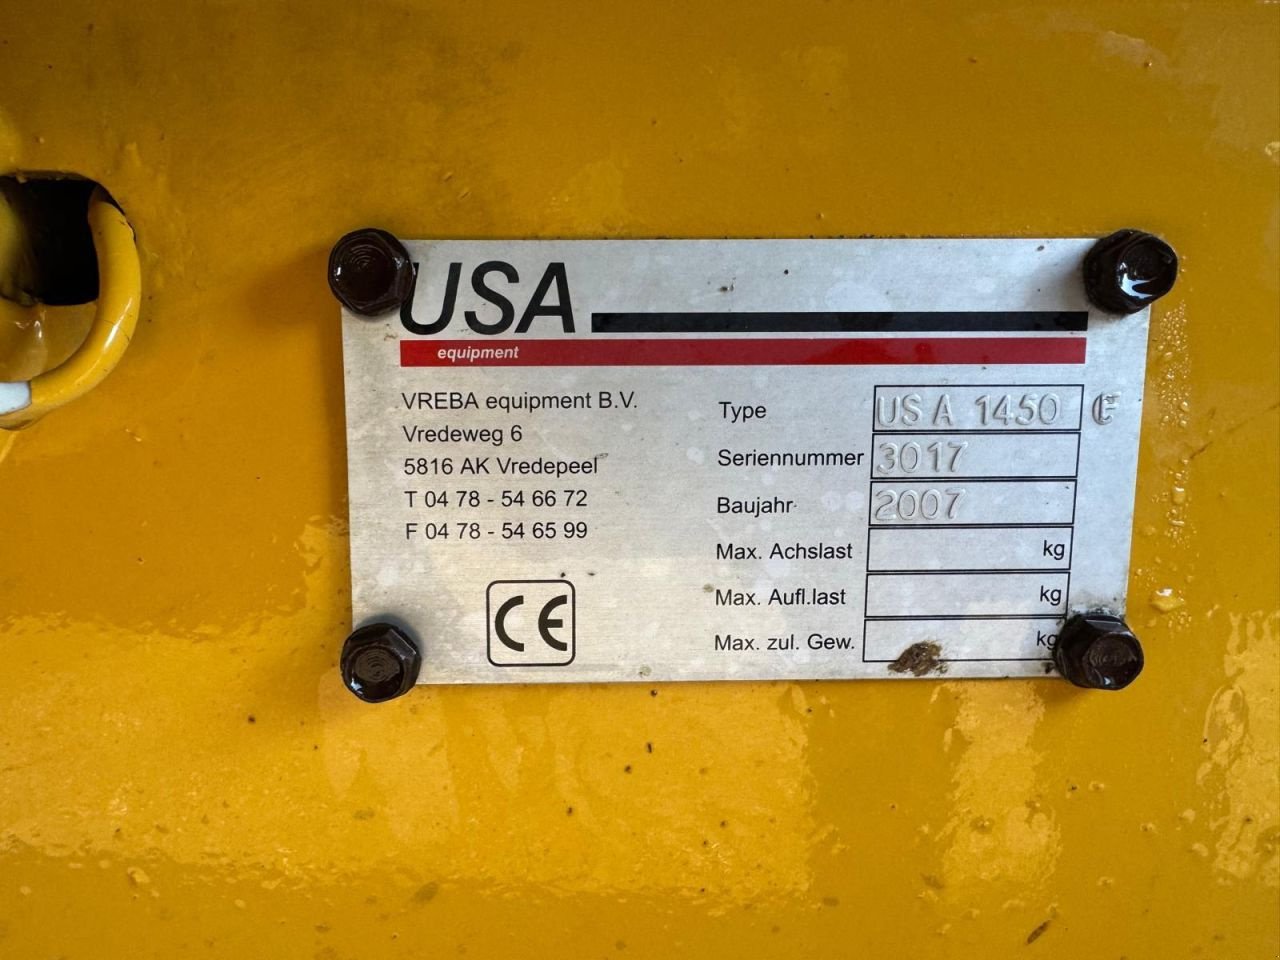 USA
equipment
VREBA equipment B.V.
Vredeweg 6
5816 AK Vredepeel
T 04 78 - 54 66 72
F 04 78 - 54 65 99
CE
Type USA 1450 E
Seriennummer 3017
Baujahr 2007
Max. Achslast kg
Max. Aufl.last kg
Max. zul. Gew. kg